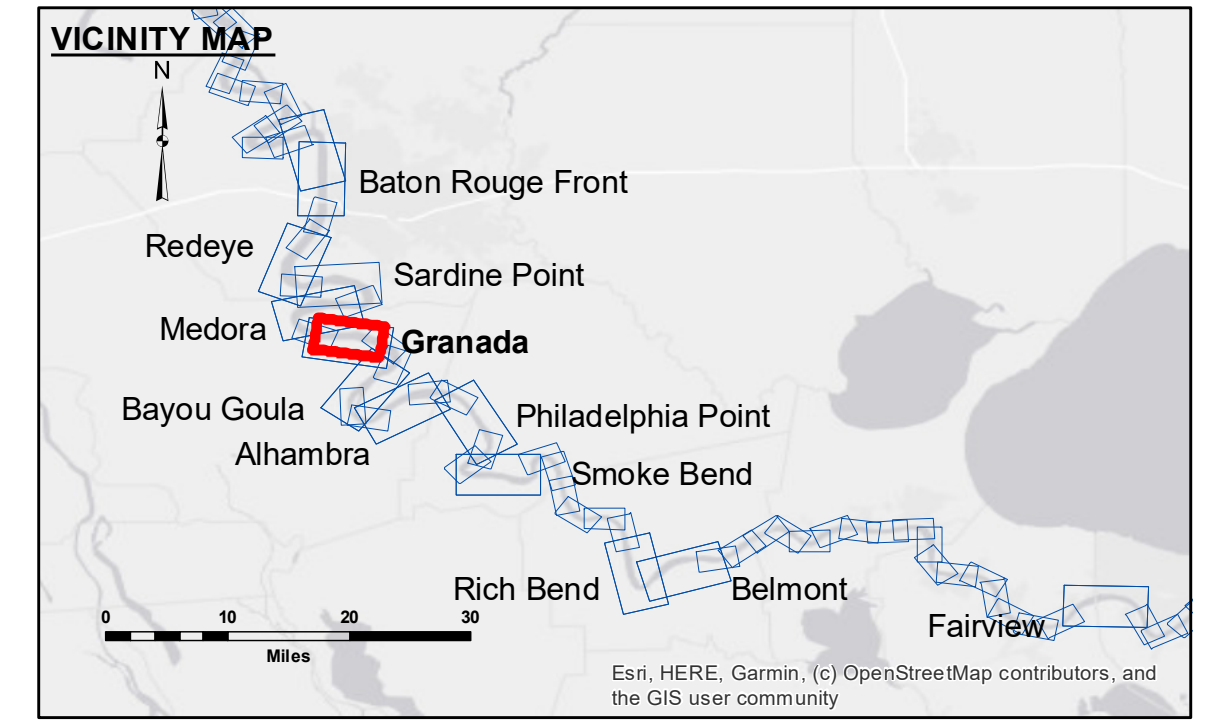 VICINITY MAP
N
Baton Rouge Front
Redeye
Sardine Point
Medora
Granada
Bayou Goula
Philadelphia Point
Alhambra
Smoke Bend
Rich Bend
Belmont
Fairview
0 10 20 30
Miles
Esri, HERE, Garmin, (c) OpenStreetMap contributors, and
the GIS user community